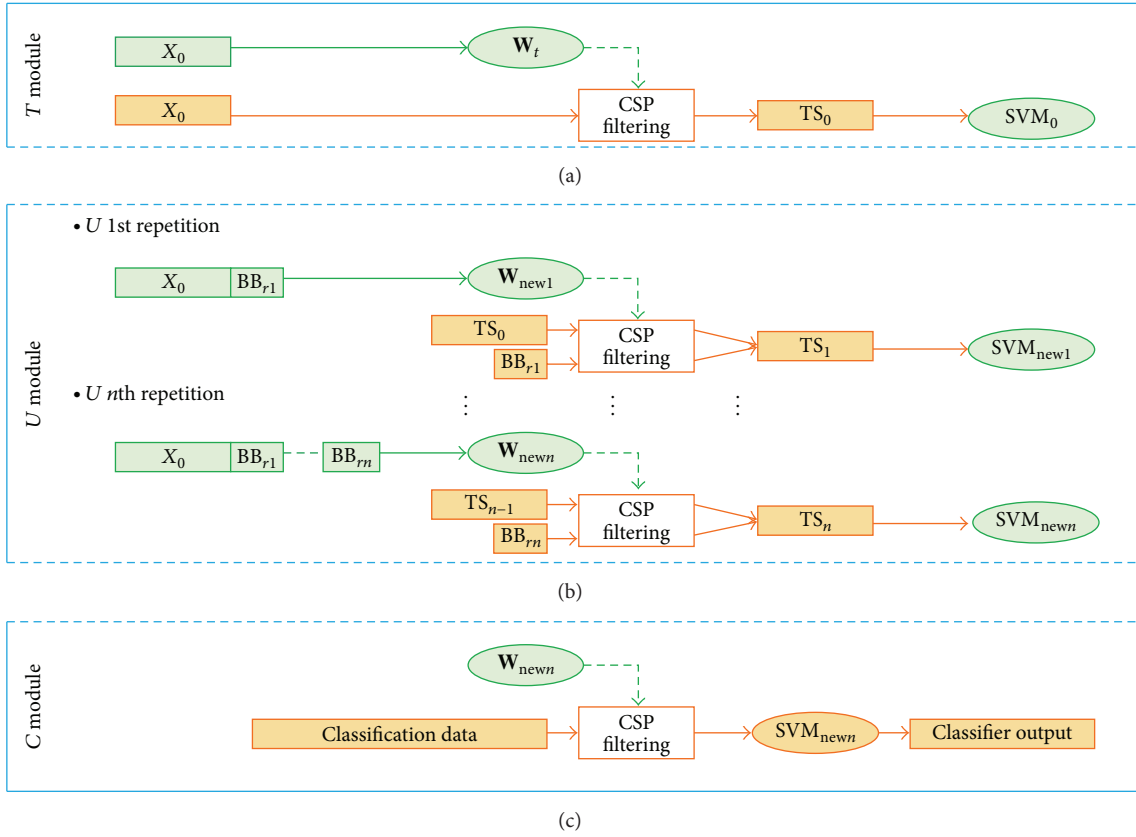 T module
X0
Wt
X0
CSP
filtering
TS0
SVM0
(a)
U module
• U 1st repetition
X0 BBr1
Wnew1
TS0
BBr1
CSP
filtering
TS1
SVMnew1
• U nth repetition
⋮ ⋮ ⋮
X0 BBr1 BBrn
Wnewn
TSn−1
BBrn
CSP
filtering
TSn
SVMnewn
(b)
C module
Wnewn
Classification data
CSP
filtering
SVMnewn
Classifier output
(c)